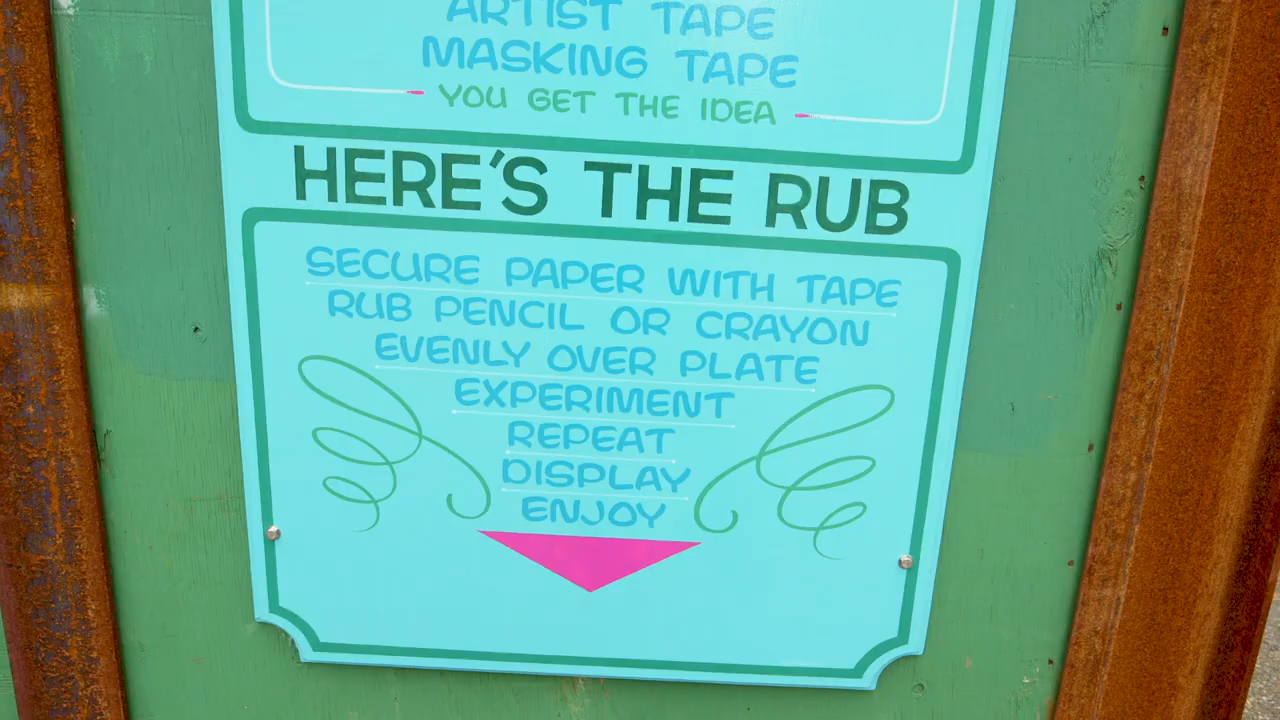 ARTIST TAPE
MASKING TAPE
YOU GET THE IDEA
HERE'S THE RUB
SECURE PAPER WITH TAPE
RUB PENCIL OR CRAYON
EVENLY OVER PLATE
EXPERIMENT
REPEAT
DISPLAY
ENJOY